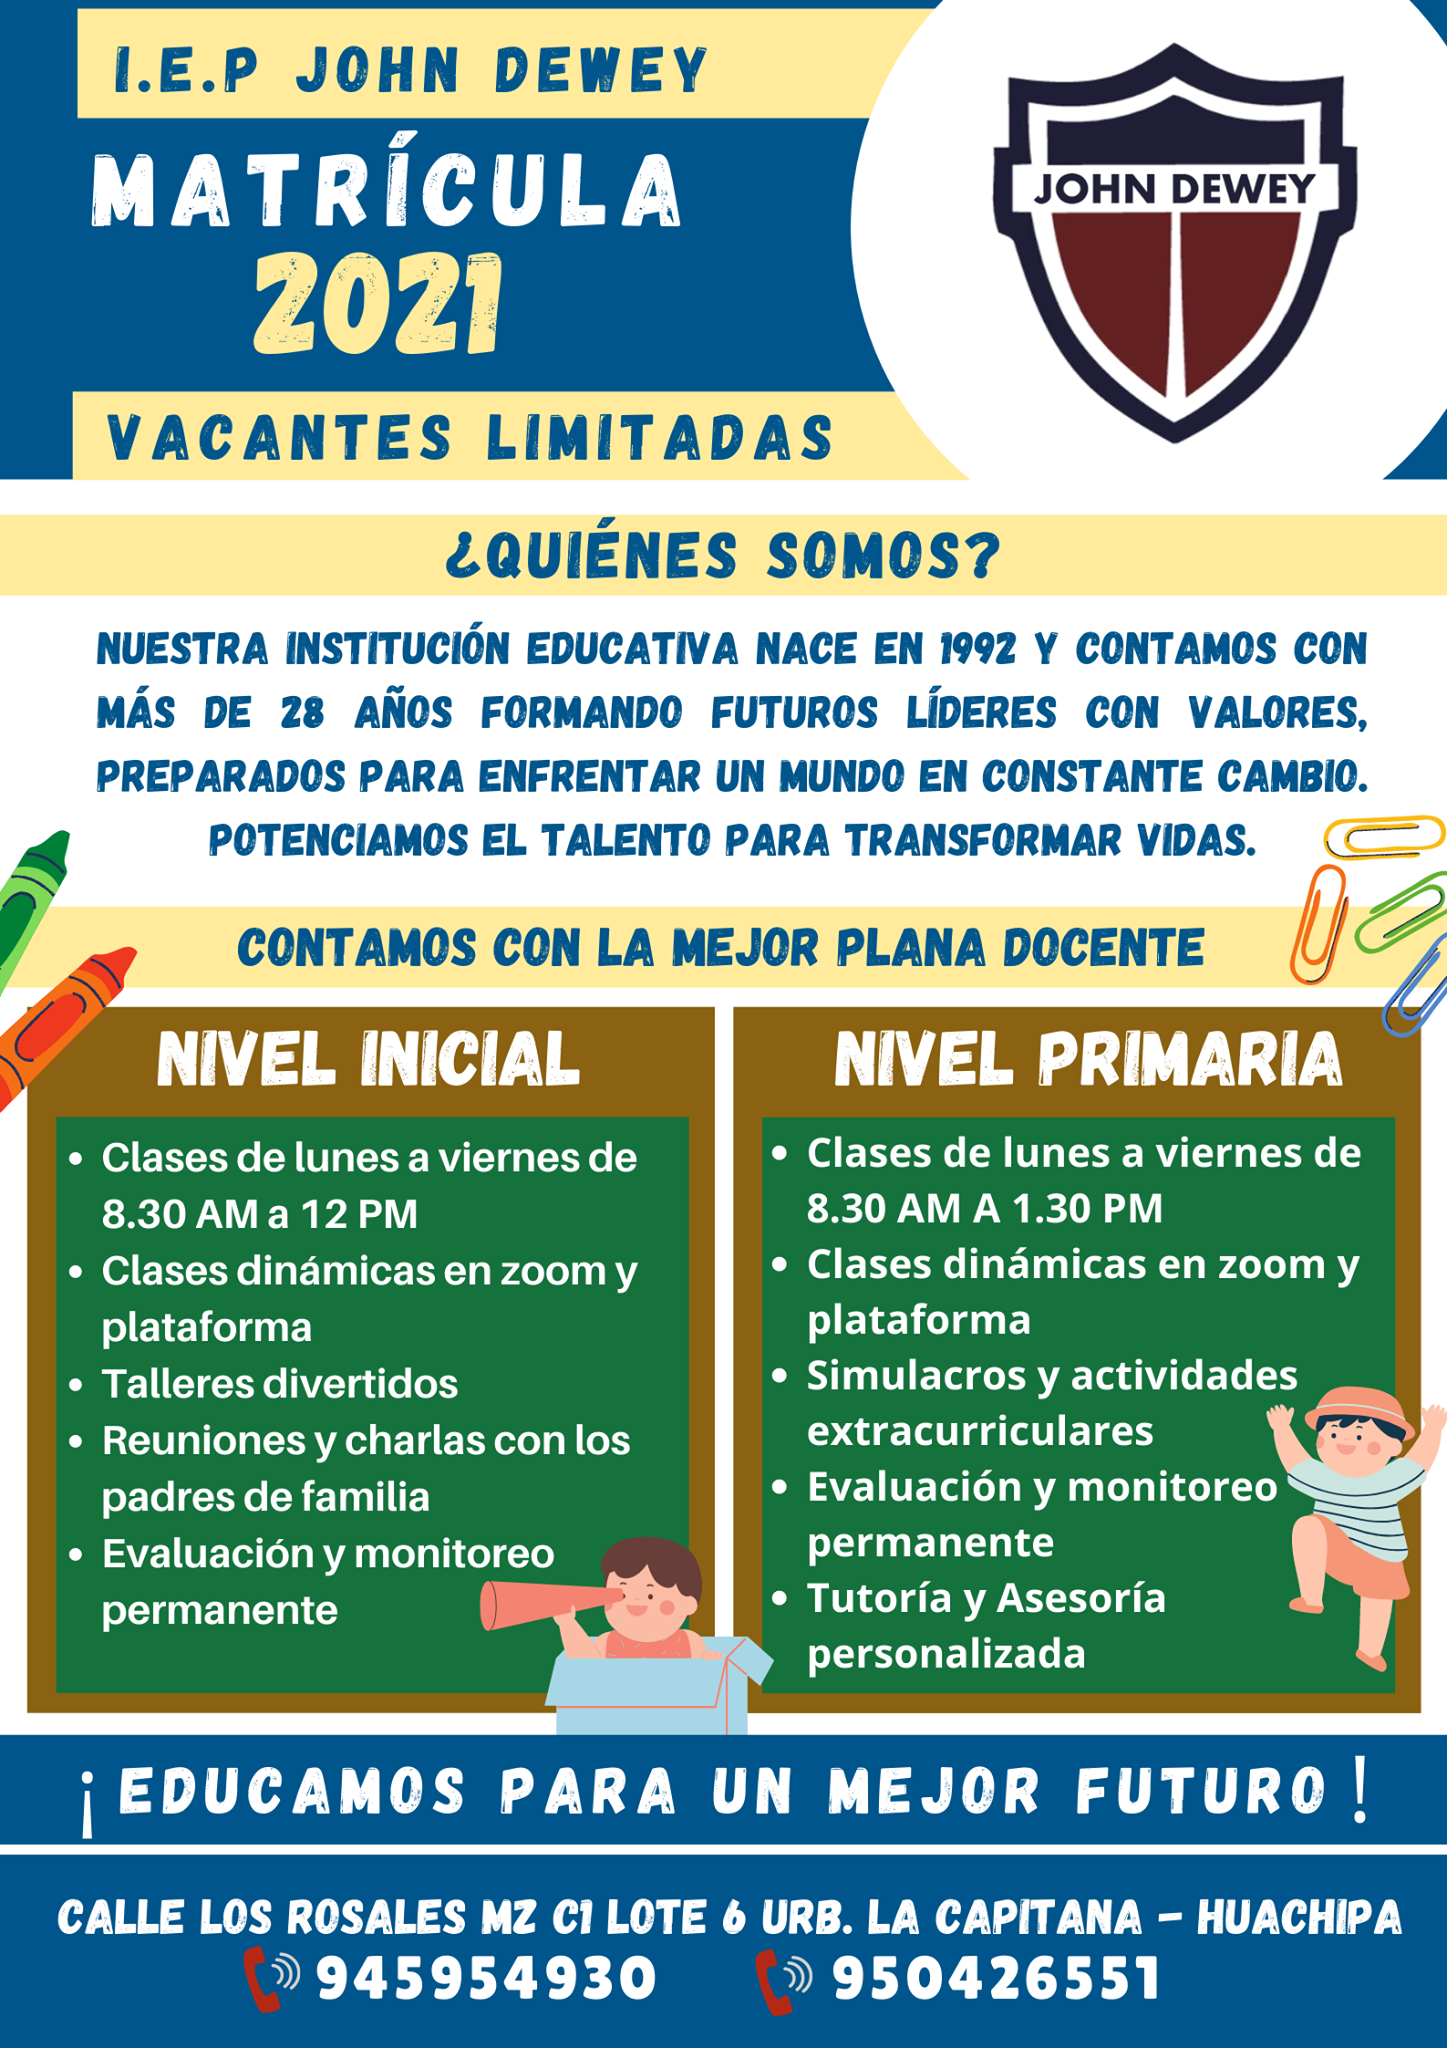 I.E.P JOHN DEWEY
MATRÍCULA
2021
VACANTES LIMITADAS
JOHN DEWEY
¿QUIÉNES SOMOS?
NUESTRA INSTITUCIÓN EDUCATIVA NACE EN 1992 Y CONTAMOS CON
MÁS DE 28 AÑOS FORMANDO FUTUROS LÍDERES CON VALORES,
PREPARADOS PARA ENFRENTAR UN MUNDO EN CONSTANTE CAMBIO.
POTENCIAMOS EL TALENTO PARA TRANSFORMAR VIDAS.
CONTAMOS CON LA MEJOR PLANA DOCENTE
NIVEL INICIAL
• Clases de lunes a viernes de
8.30 AM a 12 PM
• Clases dinámicas en zoom y
plataforma
• Talleres divertidos
• Reuniones y charlas con los
padres de familia
• Evaluación y monitoreo
permanente
NIVEL PRIMARIA
• Clases de lunes a viernes de
8.30 AM A 1.30 PM
• Clases dinámicas en zoom y
plataforma
• Simulacros y actividades
extracurriculares
• Evaluación y monitoreo
permanente
• Tutoría y Asesoría
personalizada
¡EDUCAMOS PARA UN MEJOR FUTURO!
CALLE LOS ROSALES MZ C1 LOTE 6 URB. LA CAPITANA - HUACHIPA
945954930 950426551